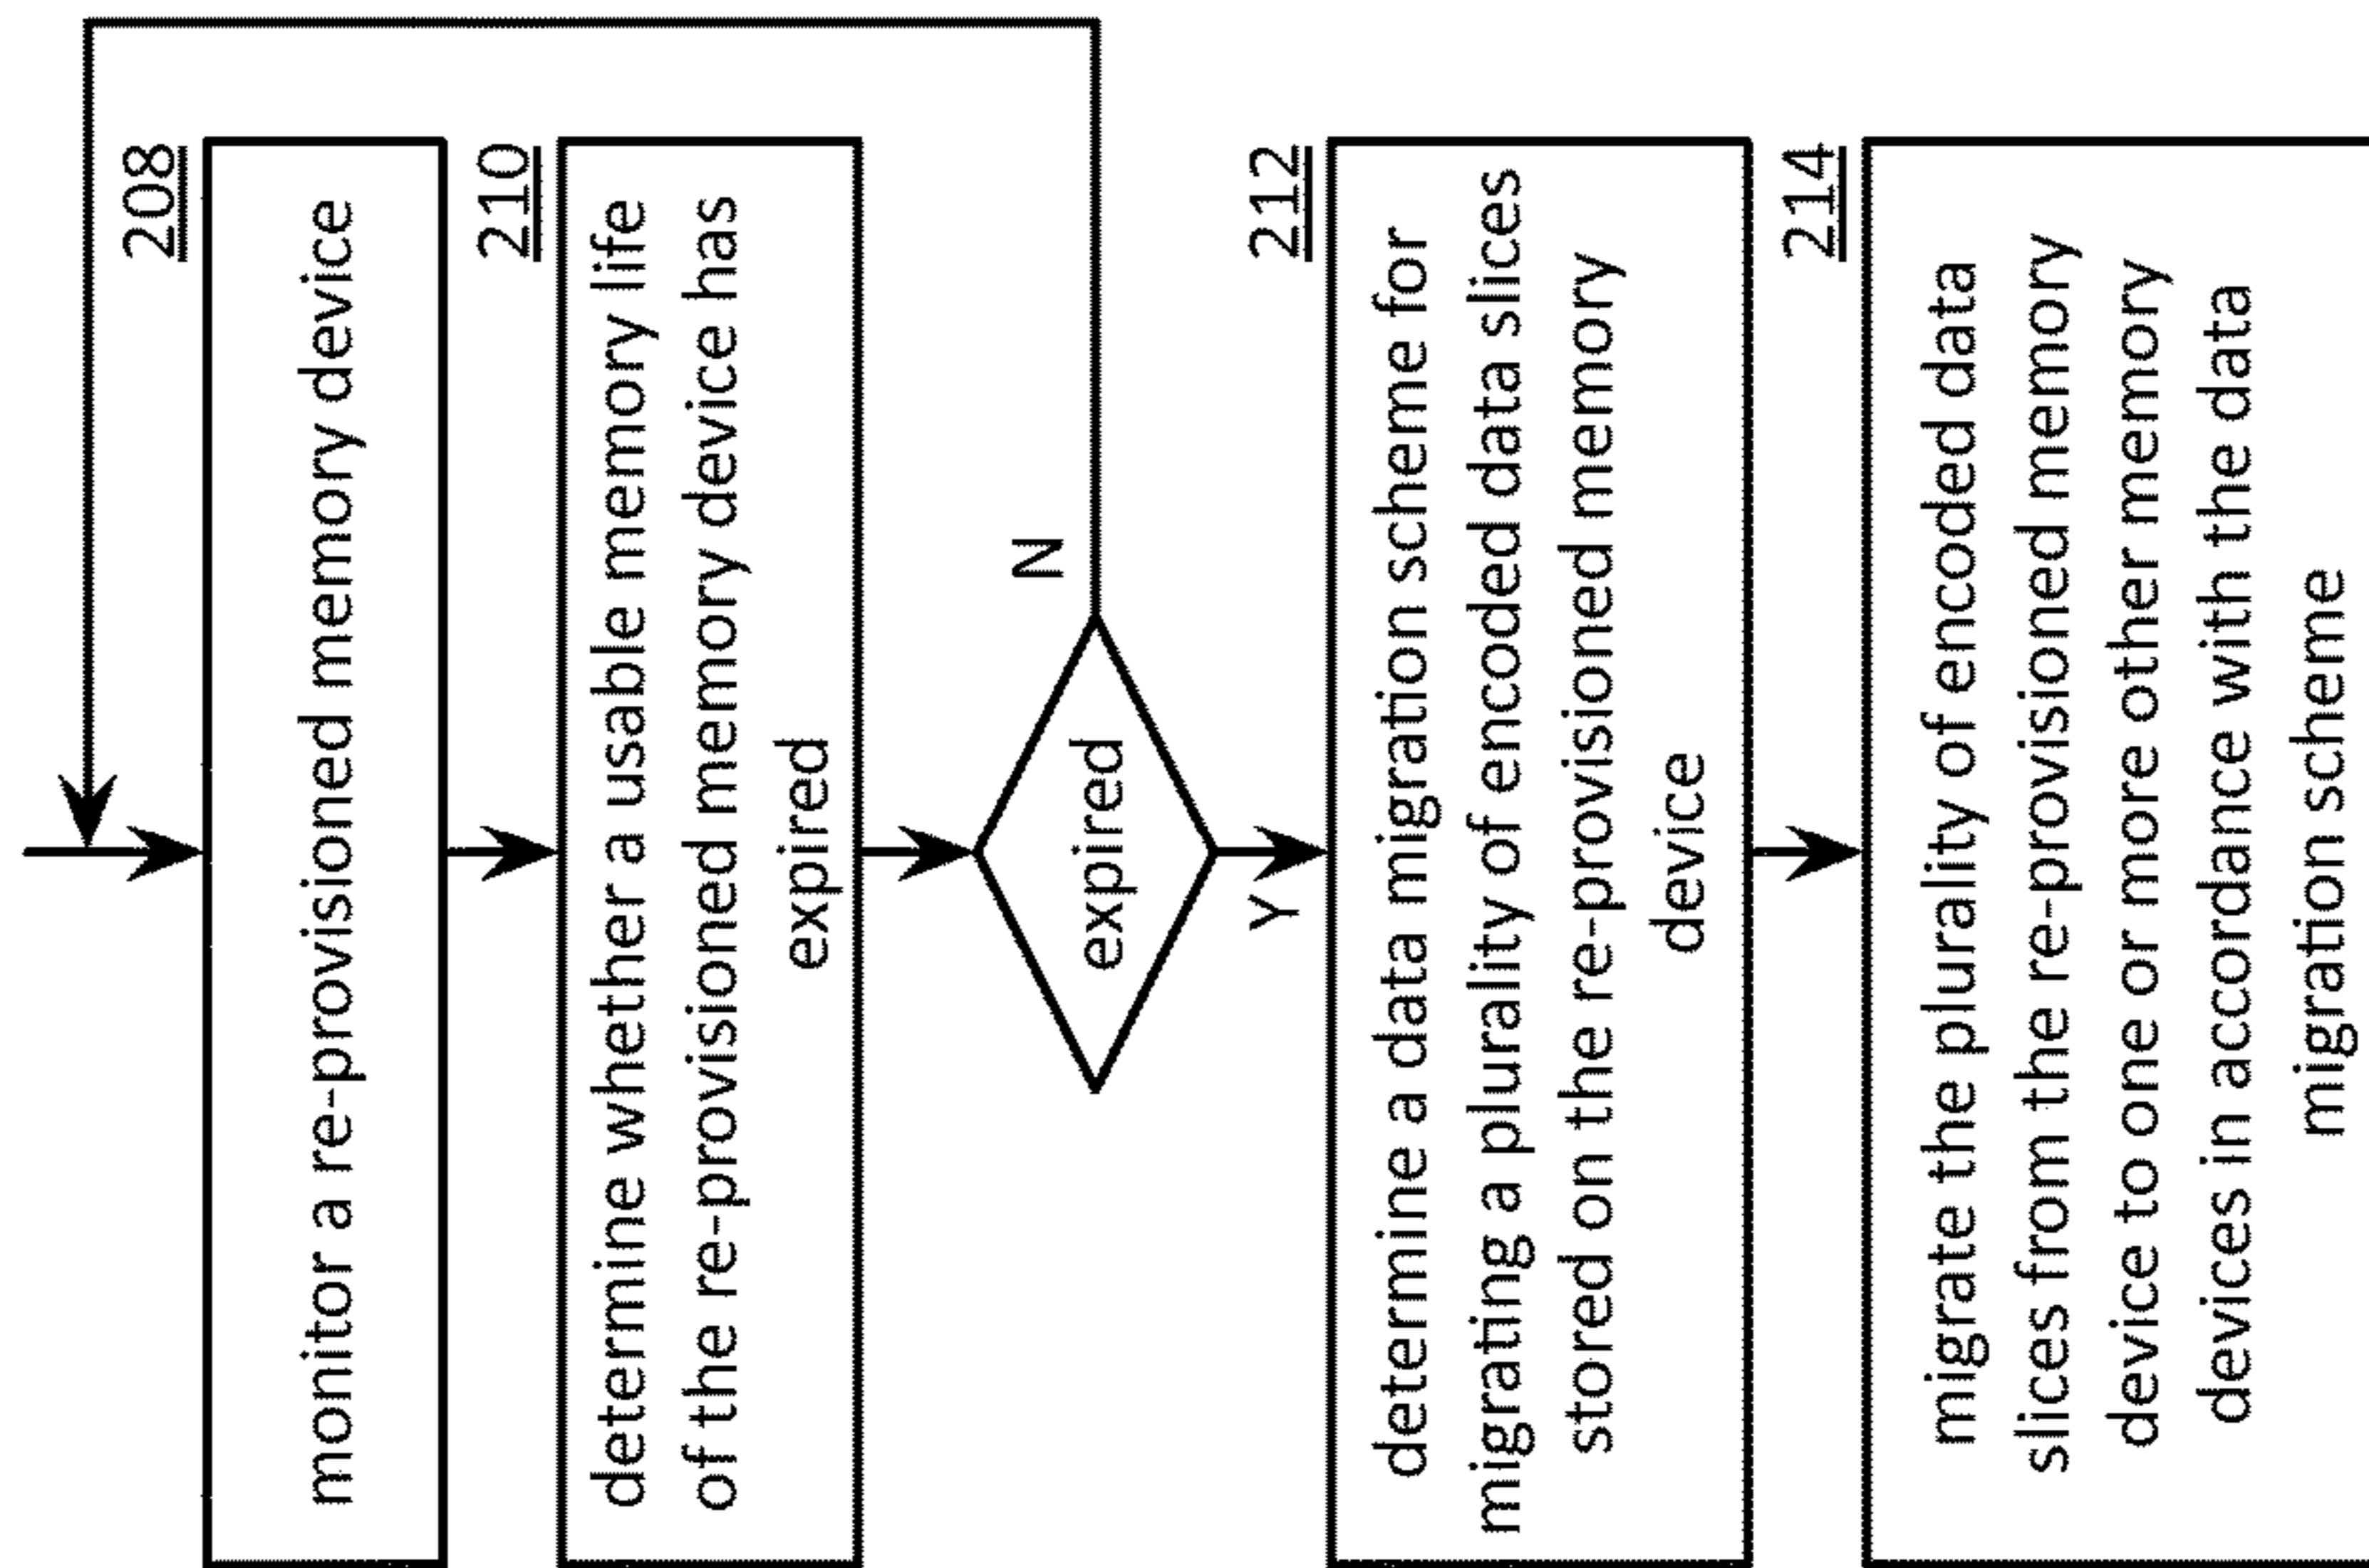 208
monitor a re-provisioned memory device
210
determine whether a usable memory life
of the re-provisioned memory device has
expired
expired
N
Y
212
determine a data migration scheme for
migrating a plurality of encoded data slices
stored on the re-provisioned memory
device
214
migrate the plurality of encoded data
slices from the re-provisioned memory
device to one or more other memory
devices in accordance with the data
migration scheme